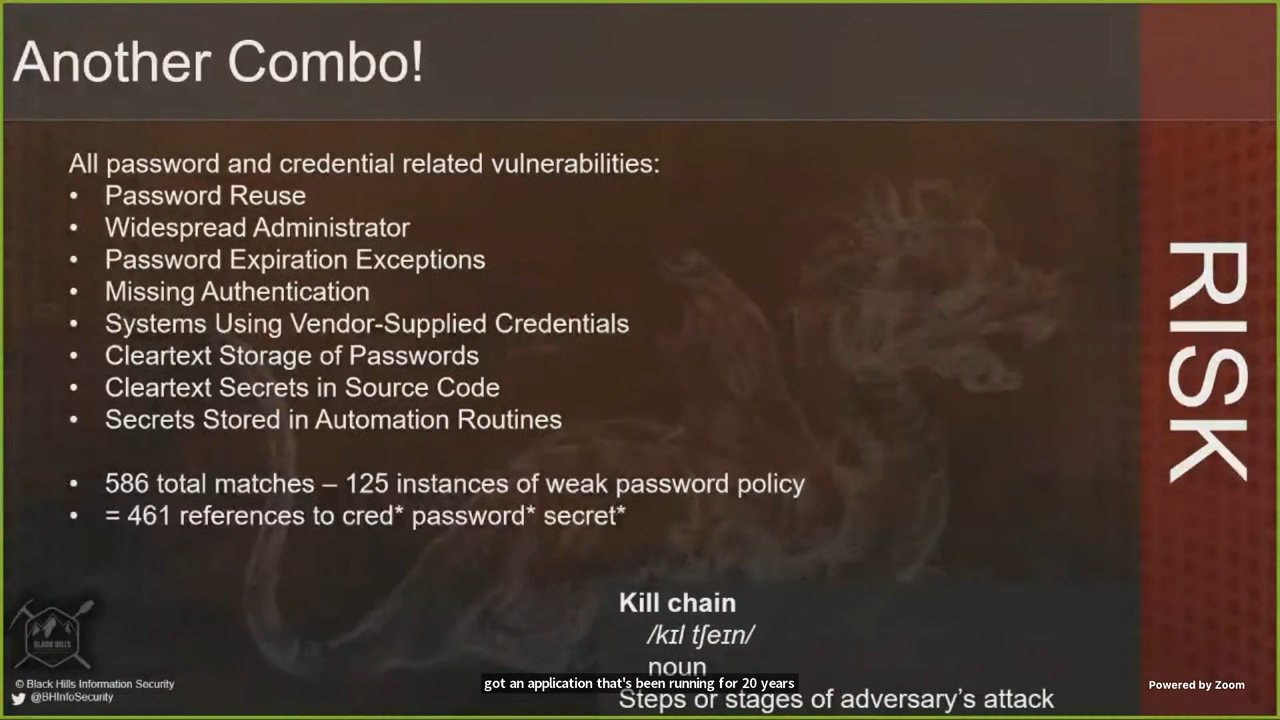 Another Combo!
All password and credential related vulnerabilities:
• Password Reuse
• Widespread Administrator
• Password Expiration Exceptions
• Missing Authentication
• Systems Using Vendor-Supplied Credentials
• Cleartext Storage of Passwords
• Cleartext Secrets in Source Code
• Secrets Stored in Automation Routines
• 586 total matches – 125 instances of weak password policy
• = 461 references to cred* password* secret*
RISK
Kill chain
/kɪl tʃeɪn/
noun
got an application that's been running for 20 years
Steps or stages of adversary's attack
BLACK HILLS
© Black Hills Information Security
@BHInfoSecurity
Powered by Zoom